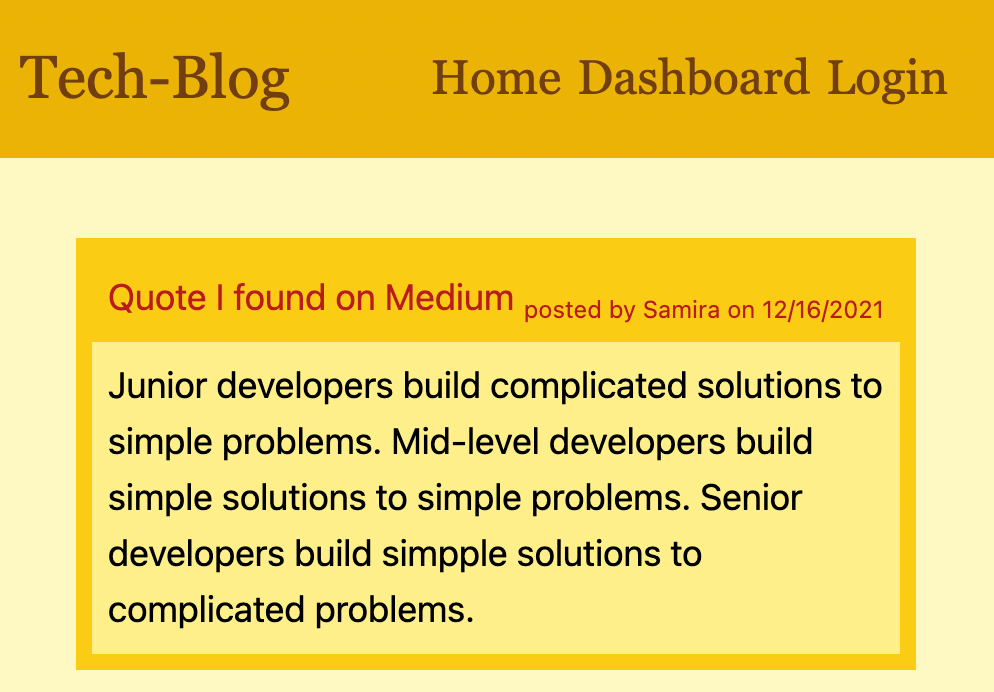 Tech-Blog Home Dashboard Login
Quote I found on Medium posted by Samira on 12/16/2021
Junior developers build complicated solutions to
simple problems. Mid-level developers build
simple solutions to simple problems. Senior
developers build simpple solutions to
complicated problems.